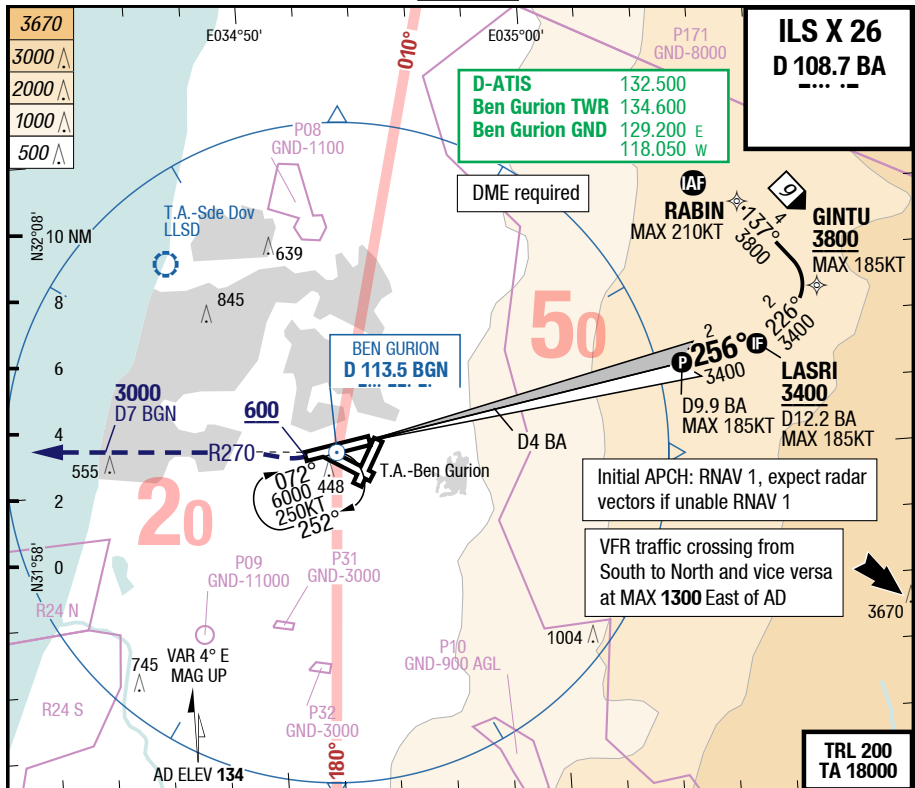 3670
3000
2000
1000
500
E034°50'
E035°00'
010°
P171
GND-8000
ILS X 26
D 108.7 BA
D-ATIS 132.500
Ben Gurion TWR 134.600
Ben Gurion GND 129.200 E
118.050 W
P08
GND-1100
DME required
IAF
RABIN
MAX 210KT
137°
4
3800
9
GINTU
3800
MAX 185KT
T.A.-Sde Dov
LLSD
N32°08'
10 NM
639
8
845
50
2
226°
3400
BEN GURION
D 113.5 BGN
2
256°
3400
P
IF
LASRI
3400
D12.2 BA
MAX 185KT
D9.9 BA
MAX 185KT
6
3000
D7 BGN
600
4
R270
D4 BA
555
072°
6000
250KT
252°
448
T.A.-Ben Gurion
Initial APCH: RNAV 1, expect radar
vectors if unable RNAV 1
2
20
VFR traffic crossing from
South to North and vice versa
at MAX 1300 East of AD
N31°58'
0
P09
GND-11000
P31
GND-3000
3670
R24 N
1004
P10
GND-900 AGL
745
VAR 4° E
MAG UP
R24 S
P32
GND-3000
180°
AD ELEV 134
TRL 200
TA 18000